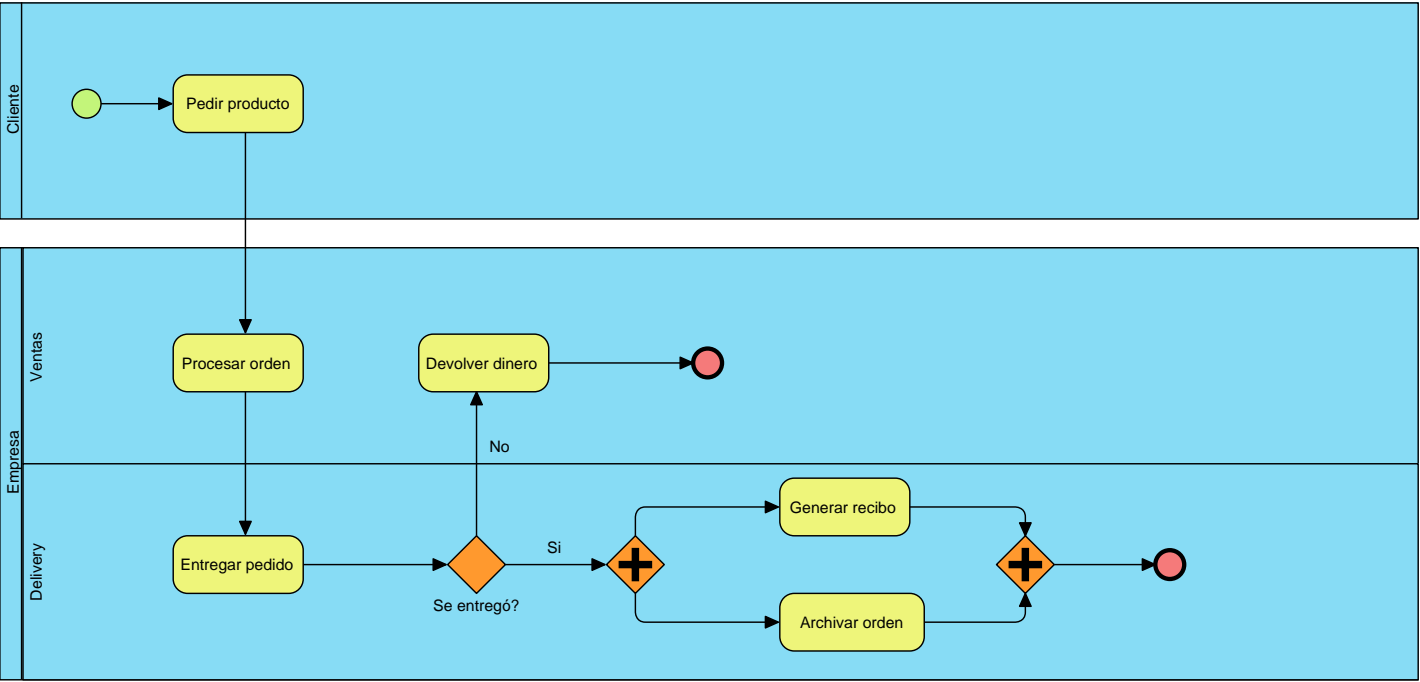 Cliente
Pedir producto
Empresa
Ventas
Procesar orden
Devolver dinero
No
Delivery
Entregar pedido
Se entregó?
Si
Generar recibo
Archivar orden